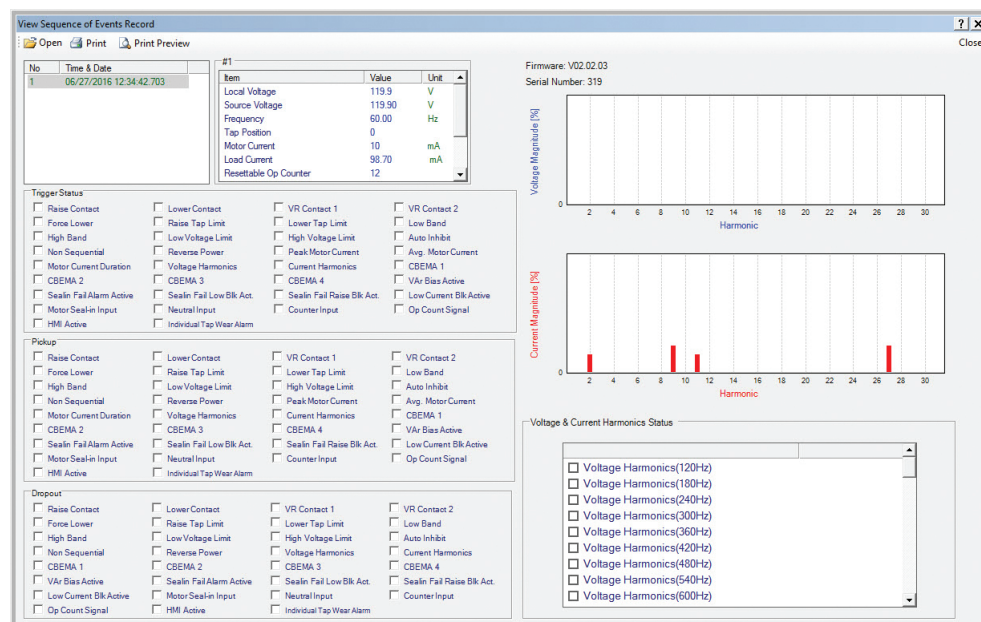 View Sequence of Events Record
? X
Open Print Print Preview Close
No Time & Date
1 06/27/2016 12:34:42.703
#1
Item Value Unit
Local Voltage 119.9 V
Source Voltage 119.90 V
Frequency 60.00 Hz
Tap Position 0
Motor Current 10 mA
Load Current 98.70 mA
Resettable Op Counter 12
Firmware: V02.02.03
Serial Number: 319
Voltage Magnitude [%]
0
2 4 6 8 10 12 14 16 18 20 22 24 26 28 30
Harmonic
Trigger Status
Raise Contact Lower Contact VR Contact 1 VR Contact 2
Force Lower Raise Tap Limit Lower Tap Limit Low Band
High Band Low Voltage Limit High Voltage Limit Auto Inhibit
Non Sequential Reverse Power Peak Motor Current Avg. Motor Current
Motor Current Duration Voltage Harmonics Current Harmonics CBEMA 1
CBEMA 2 CBEMA 3 CBEMA 4 VAr Bias Active
Sealin Fail Alarm Active Sealin Fail Low Blk Act. Sealin Fail Raise Blk Act. Low Current Blk Active
Motor Seal-in Input Neutral Input Counter Input Op Count Signal
HMI Active Individual Tap Wear Alarm
Current Magnitude [%]
0
2 4 6 8 10 12 14 16 18 20 22 24 26 28 30
Harmonic
Pickup
Raise Contact Lower Contact VR Contact 1 VR Contact 2
Force Lower Raise Tap Limit Lower Tap Limit Low Band
High Band Low Voltage Limit High Voltage Limit Auto Inhibit
Non Sequential Reverse Power Peak Motor Current Avg. Motor Current
Motor Current Duration Voltage Harmonics Current Harmonics CBEMA 1
CBEMA 2 CBEMA 3 CBEMA 4 VAr Bias Active
Sealin Fail Alarm Active Sealin Fail Low Blk Act. Sealin Fail Raise Blk Act. Low Current Blk Active
Motor Seal-in Input Neutral Input Counter Input Op Count Signal
HMI Active Individual Tap Wear Alarm
Dropout
Raise Contact Lower Contact VR Contact 1 VR Contact 2
Force Lower Raise Tap Limit Lower Tap Limit Low Band
High Band Low Voltage Limit High Voltage Limit Auto Inhibit
Non Sequential Reverse Power Voltage Harmonics Current Harmonics
CBEMA 1 CBEMA 2 CBEMA 3 CBEMA 4
VAr Bias Active Sealin Fail Alarm Active Sealin Fail Low Blk Act. Sealin Fail Raise Blk Act.
Low Current Blk Active Motor Seal-in Input Neutral Input Counter Input
Op Count Signal HMI Active Individual Tap Wear Alarm
Voltage & Current Harmonics Status
Voltage Harmonics(120Hz)
Voltage Harmonics(180Hz)
Voltage Harmonics(240Hz)
Voltage Harmonics(300Hz)
Voltage Harmonics(360Hz)
Voltage Harmonics(420Hz)
Voltage Harmonics(480Hz)
Voltage Harmonics(540Hz)
Voltage Harmonics(600Hz)